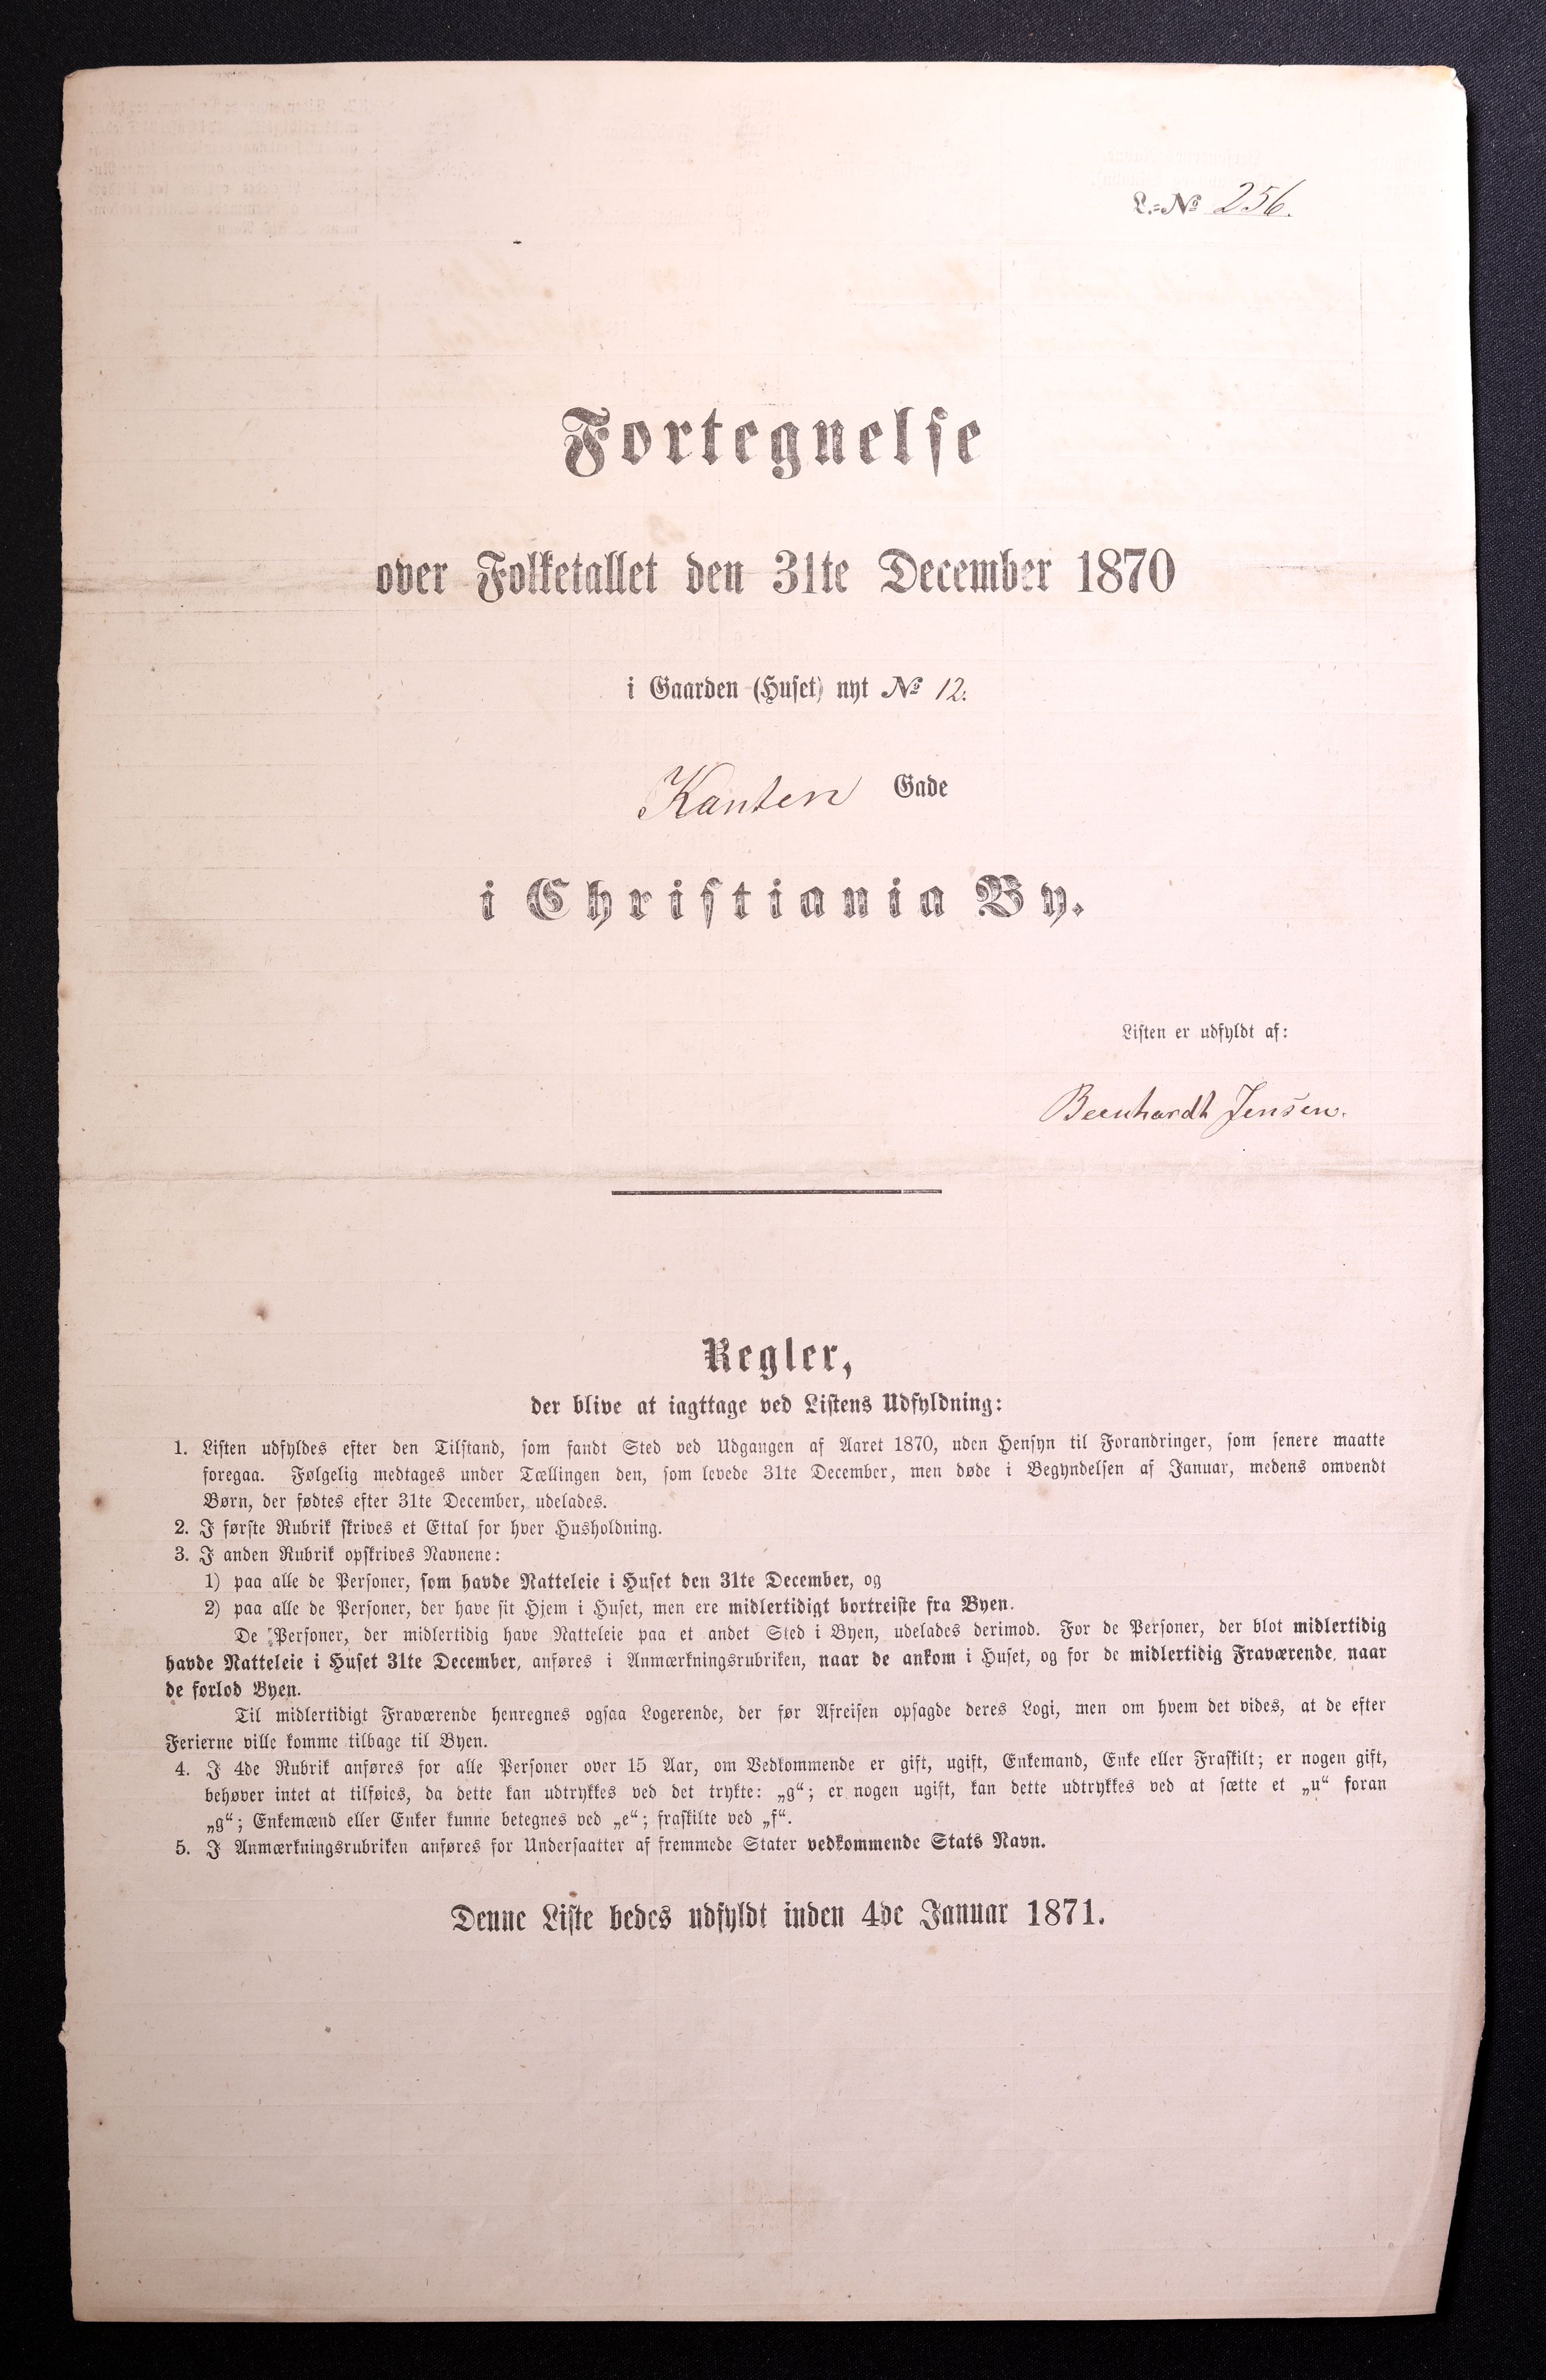 L.=№ 256.
Fortegnelse
over Folketallet den 31te December 1870
i Gaarden (Huset) nyt № 12.
Kanten Gade
i Christiania By.
Listen er udfyldt af:
Bernhardt Jensen.
Regler,
der blive at iagttage ved Listens Udfyldning:
1. Listen udfyldes efter den Tilstand, som fandt Sted ved Udgangen af Aaret 1870, uden Hensyn til Forandringer, som senere maatte
foregaa. Følgelig medtages under Tællingen den, som levede 31te December, men døde i Begyndelsen af Januar, medens omvendt
Børn, der fødtes efter 31te December, udelades.
2. I første Rubrik skrives et Ettal for hver Husholdning.
3. I anden Rubrik opskrives Navnene:
1) paa alle de Personer, som havde Natteleie i Huset den 31te December, og
2) paa alle de Personer, der have sit Hjem i Huset, men ere midlertidigt bortreiste fra Byen.
De Personer, der midlertidig have Natteleie paa et andet Sted i Byen, udelades derimod. For de Personer, der blot midlertidig
havde Natteleie i Huset 31te December, anføres i Anmærkningsrubriken, naar de ankom i Huset, og for de midlertidig Fraværende, naar
de forlod Byen.
Til midlertidigt Fraværende henregnes ogsaa Logerende, der før Afreisen opsagde deres Logi, men om hvem det vides, at de efter
Ferierne ville komme tilbage til Byen.
4. I 4de Rubrik anføres for alle Personer over 15 Aar, om Vedkommende er gift, ugift, Enkemand, Enke eller Fraskilt; er nogen gift,
behøver intet at tilføies, da dette kan udtrykkes ved det trykte: „g“; er nogen ugift, kan dette udtrykkes ved at sætte et „u“ foran
„g“; Enkemænd eller Enker kunne betegnes ved „e“; fraskilte ved „f“.
5. I Anmærkningsrubriken anføres for Undersaatter af fremmede Stater vedkommende Stats Navn.
Denne Liste bedes udfyldt inden 4de Januar 1871.